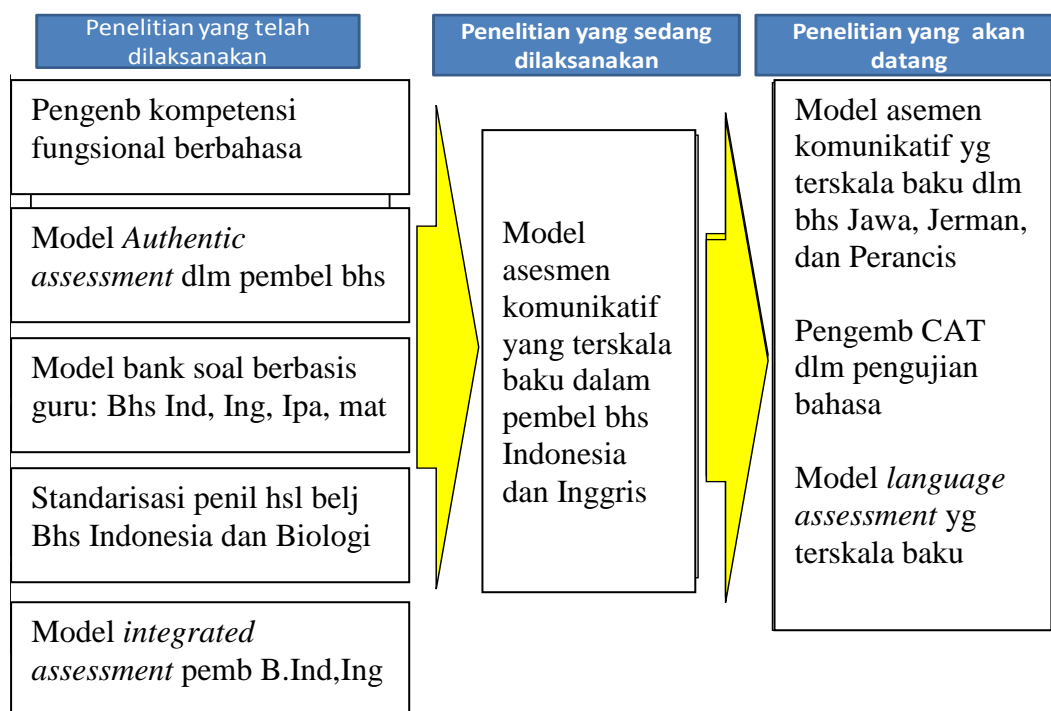 Penelitian yang telah
dilaksanakan
Pengenb kompetensi
fungsional berbahasa
Model Authentic
assessment dlm pembel bhs
Model bank soal berbasis
guru: Bhs Ind, Ing, Ipa, mat
Standarisasi penil hsl belj
Bhs Indonesia dan Biologi
Model integrated
assessment pemb B.Ind,Ing
Penelitian yang sedang
dilaksanakan
Model
asesmen
komunikatif
yang terskala
baku dalam
pembel bhs
Indonesia
dan Inggris
Penelitian yang akan
datang
Model asemen
komunikatif yg
terskala baku dlm
bhs Jawa, Jerman,
dan Perancis
Pengemb CAT
dlm pengujian
bahasa
Model language
assessment yg
terskala baku